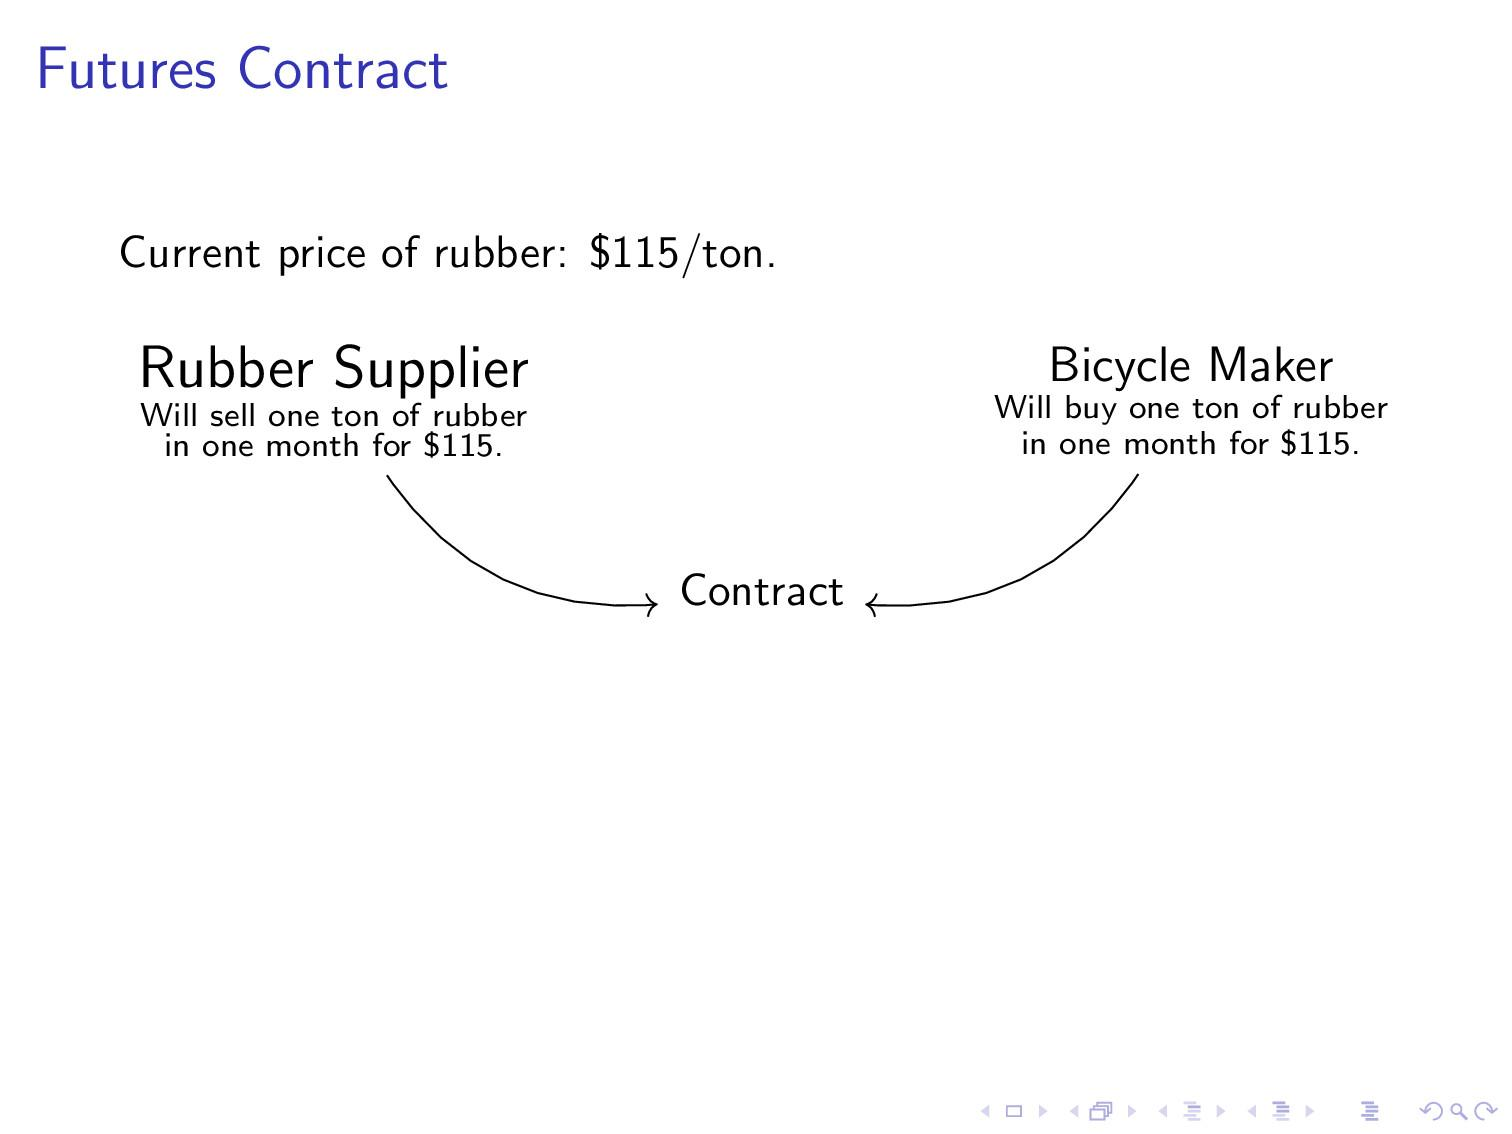 Futures Contract
Current price of rubber: $115/ton.
Rubber Supplier
Will sell one ton of rubber
in one month for $115.
Bicycle Maker
Will buy one ton of rubber
in one month for $115.
Contract